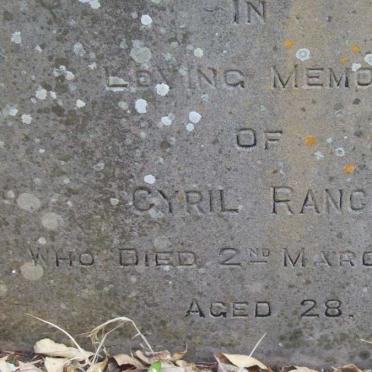 IN
LOVING MEMO
OF
CYRIL RANC
WHO DIED 2ND MARC
AGED 28.